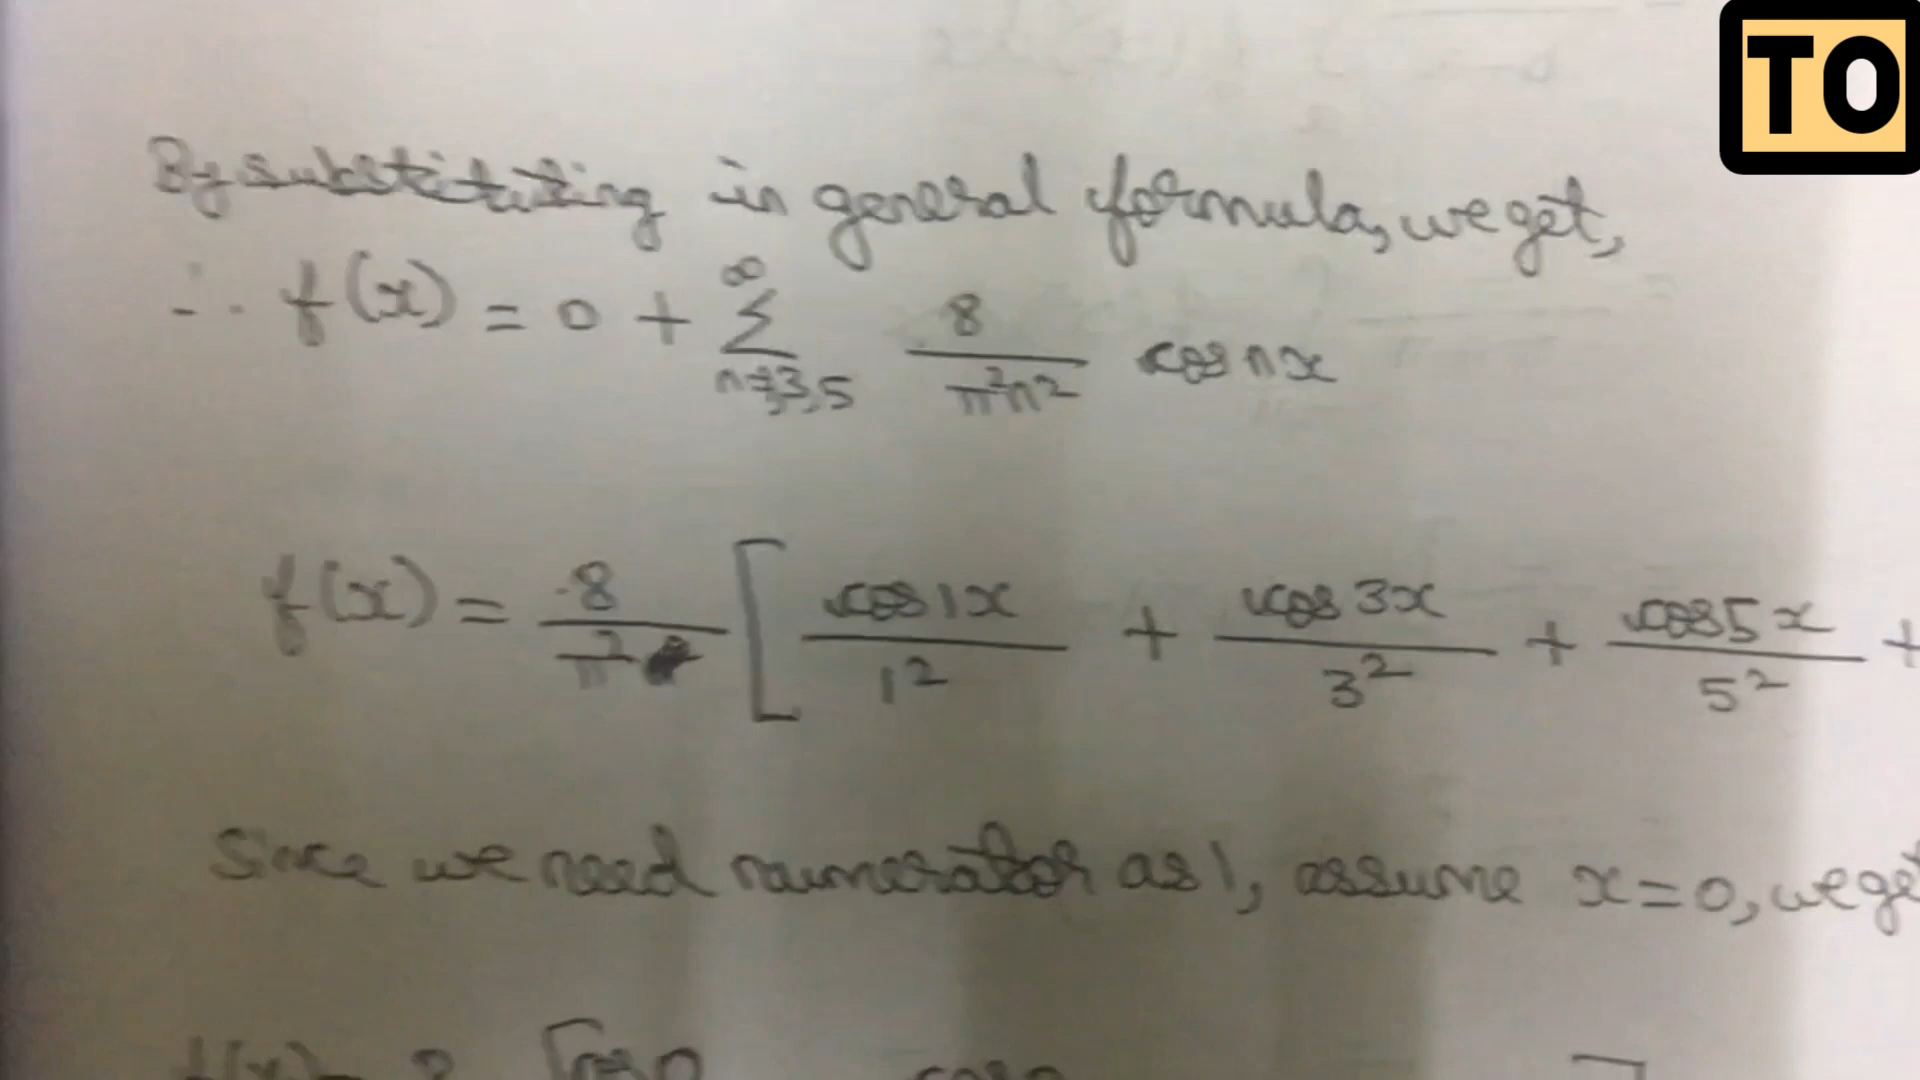 TO
By substituting in general formula, we get,
∴ f(x) = 0 + ∞ Σ n=1,3,5 8/π²n² cos nx
f(x) = 8/π² [ cos 1x/1² + cos 3x/3² + cos 5x/5² +
Since we need numerator as 1, assume x=0, we get